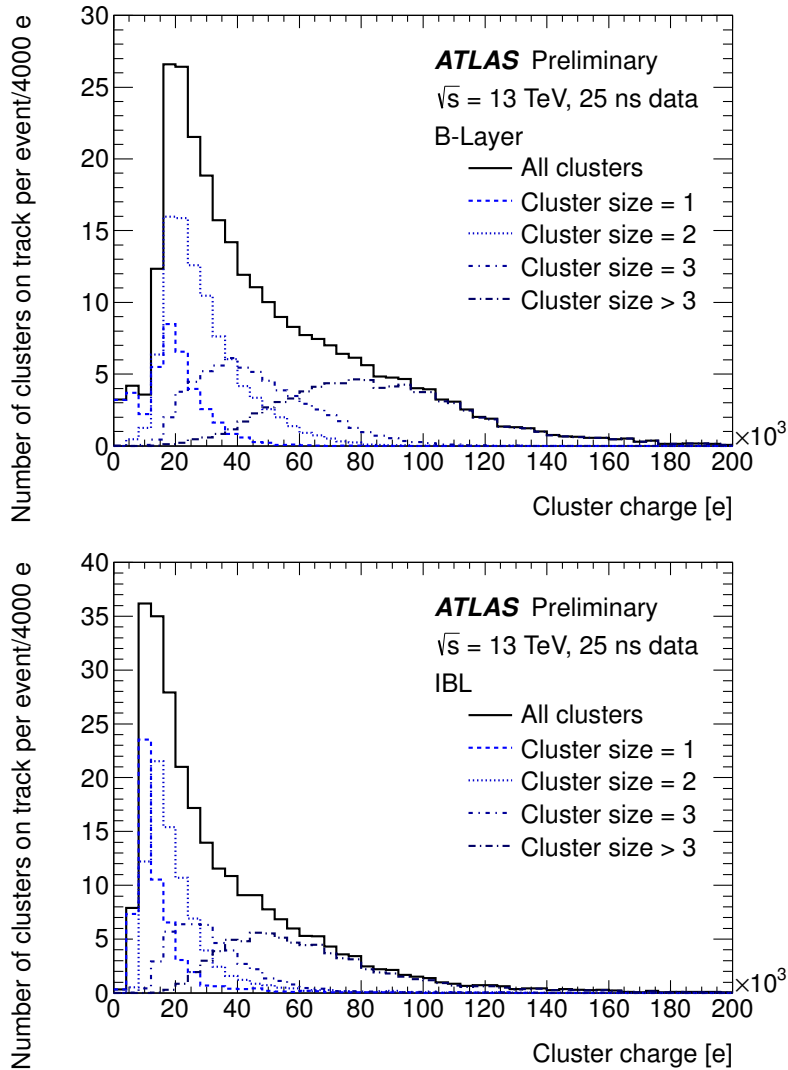 Number of clusters on track per event/4000 e
30
25
20
15
10
5
0
ATLAS Preliminary
√s = 13 TeV, 25 ns data
B-Layer
All clusters
Cluster size = 1
Cluster size = 2
Cluster size = 3
Cluster size > 3
0 20 40 60 80 100 120 140 160 180 200
×10³
Cluster charge [e]
Number of clusters on track per event/4000 e
40
35
30
25
20
15
10
5
0
ATLAS Preliminary
√s = 13 TeV, 25 ns data
IBL
All clusters
Cluster size = 1
Cluster size = 2
Cluster size = 3
Cluster size > 3
0 20 40 60 80 100 120 140 160 180 200
×10³
Cluster charge [e]